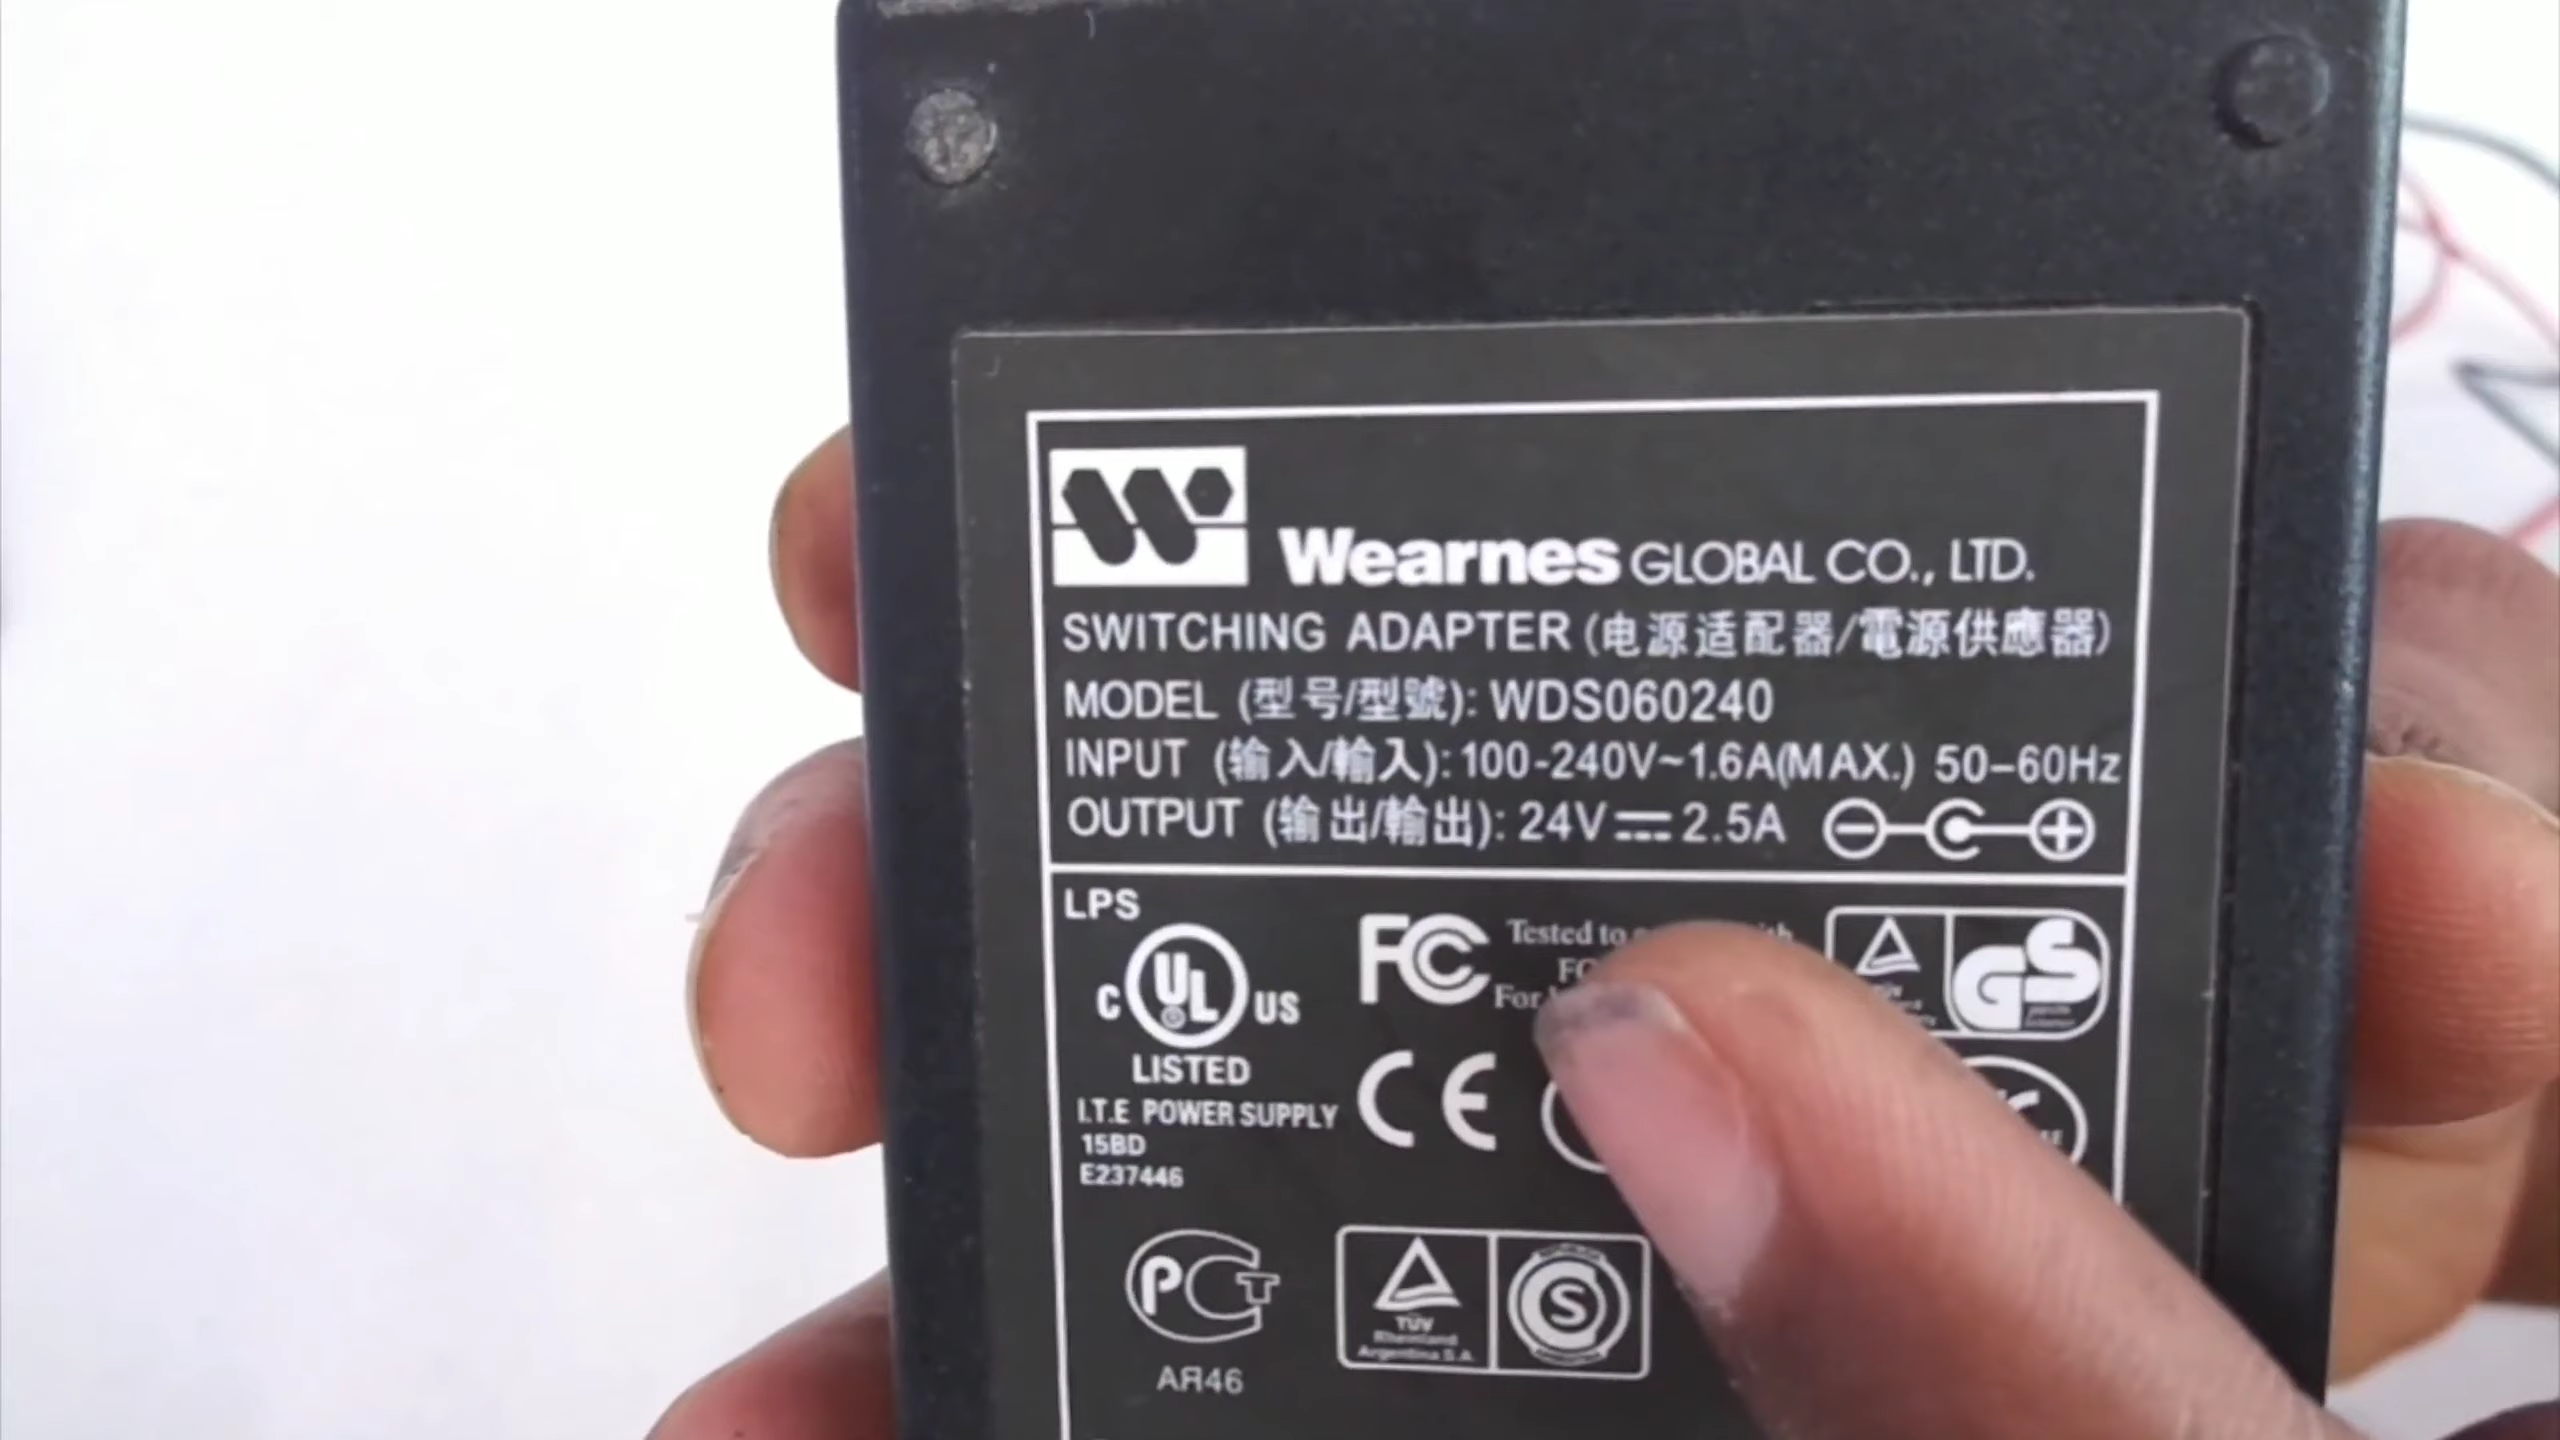 Wearnes GLOBAL CO., LTD.
SWITCHING ADAPTER (电源适配器/電源供應器)
MODEL (型号/型號): WDS060240
INPUT (输入/輸入): 100-240V~1.6A(MAX.) 50-60Hz
OUTPUT (输出/輸出): 24V⎓2.5A
LPS
C UL US
LISTED
I.T.E POWER SUPPLY
15BD
E237446
FC Tested to
For
GS
CE
PCT
АЯ46
TÜV
Rheinland
Argentina S.A.
S